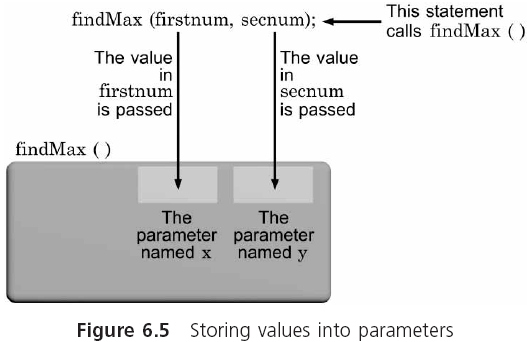 findMax (firstnum, secnum);
This statement
calls findMax ( )
The value
in
firstnum
is passed
The value
in
secnum
is passed
findMax ( )
The
parameter
named x
The
parameter
named y
Figure 6.5 Storing values into parameters